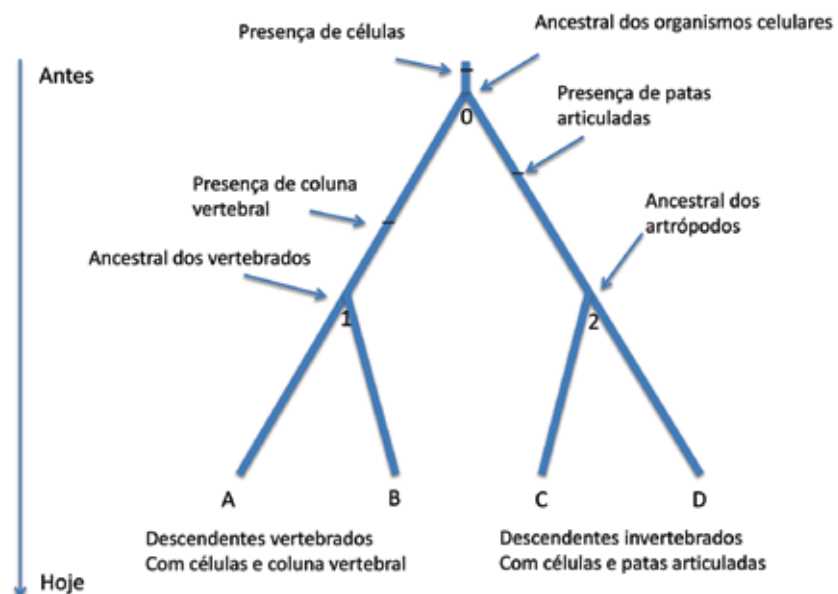 Presença de células
Ancestral dos organismos celulares
Antes
Presença de patas
articuladas
0
Presença de coluna
vertebral
Ancestral dos
artrópodos
Ancestral dos vertebrados
1
2
A
B
C
D
Descendentes vertebrados
Com células e coluna vertebral
Descendentes invertebrados
Com células e patas articuladas
Hoje